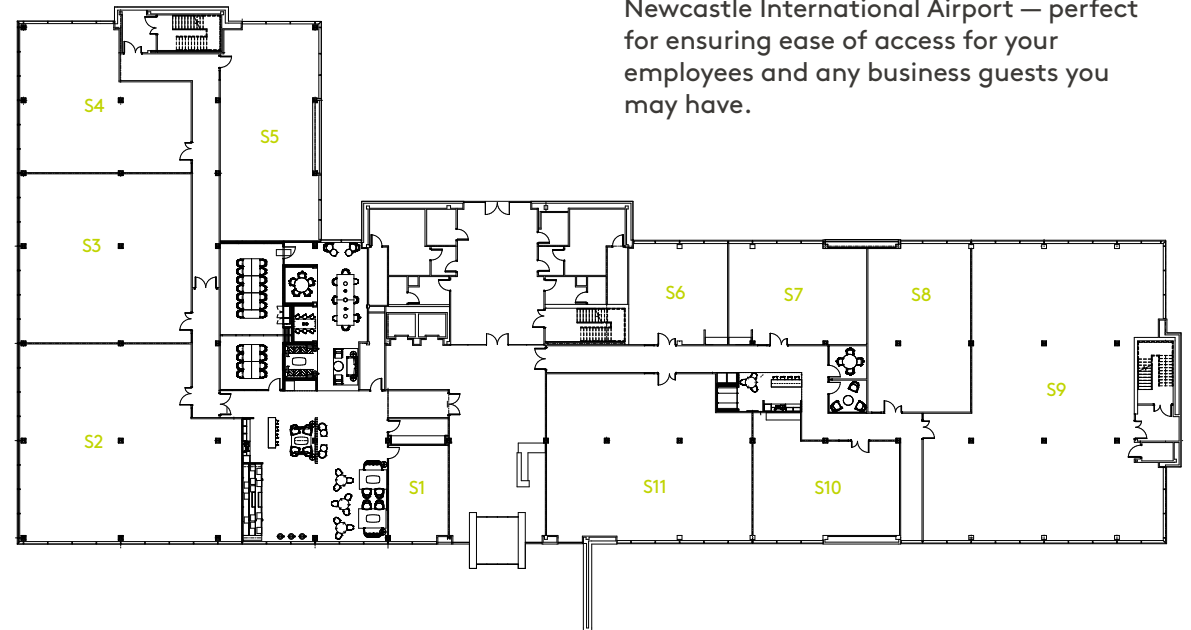 Newcastle International Airport — perfect
for ensuring ease of access for your
employees and any business guests you
may have.
S4
S5
S3
S6
S7
S8
S9
S2
S1
S11
S10